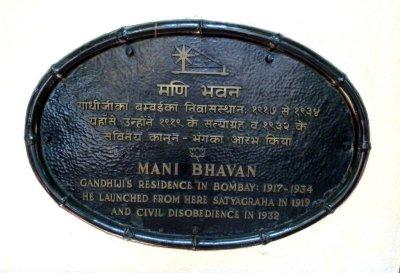 मणि भवन
गांधीजीका बम्बईका निवासस्थान: १९१७ से १९३४
यहांसे उन्होंने १९१९ के सत्याग्रह व १९३२ के
सविनय कानून-भंगका आरंभ किया
MANI BHAVAN
GANDHIJI'S RESIDENCE IN BOMBAY: 1917-1934
HE LAUNCHED FROM HERE SATYAGRAHA IN 1919
AND CIVIL DISOBEDIENCE IN 1932